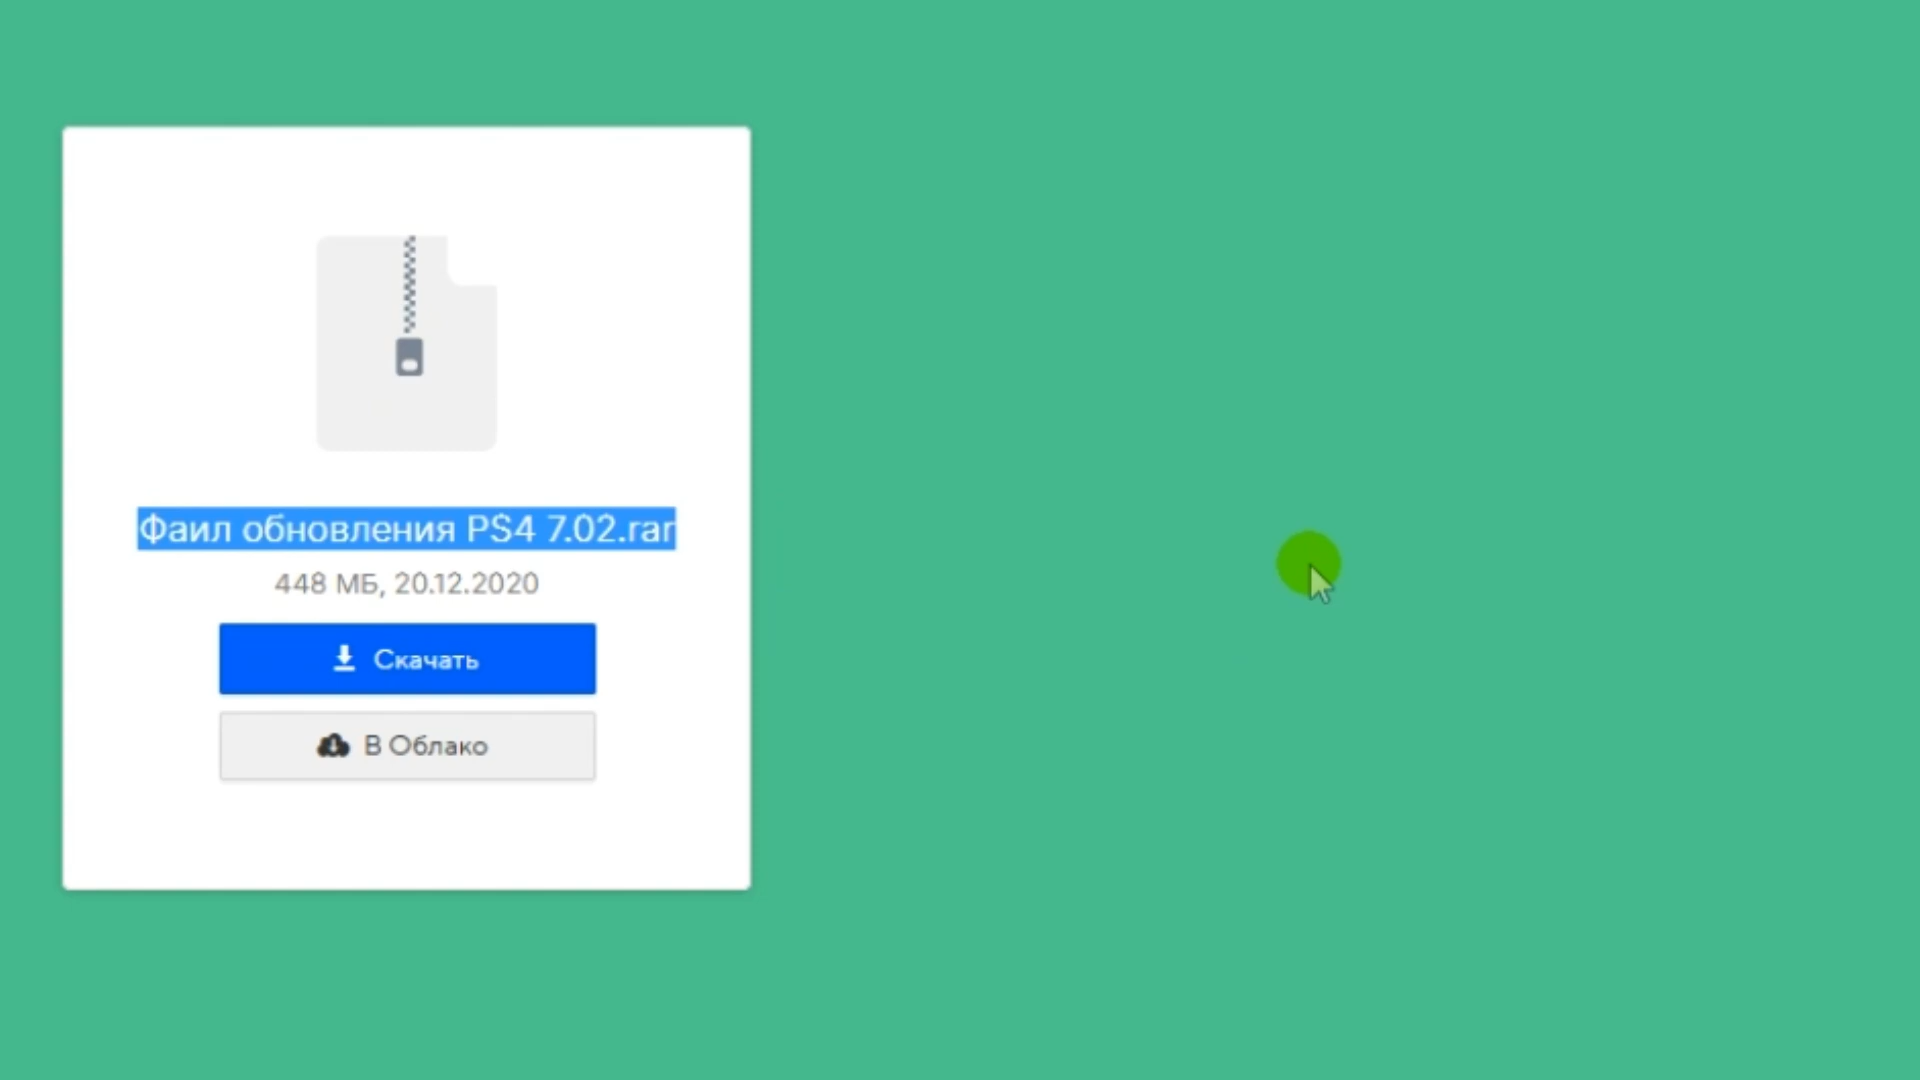 Фаил обновления PS4 7.02.rar
448 МБ, 20.12.2020
Скачать
В Облако